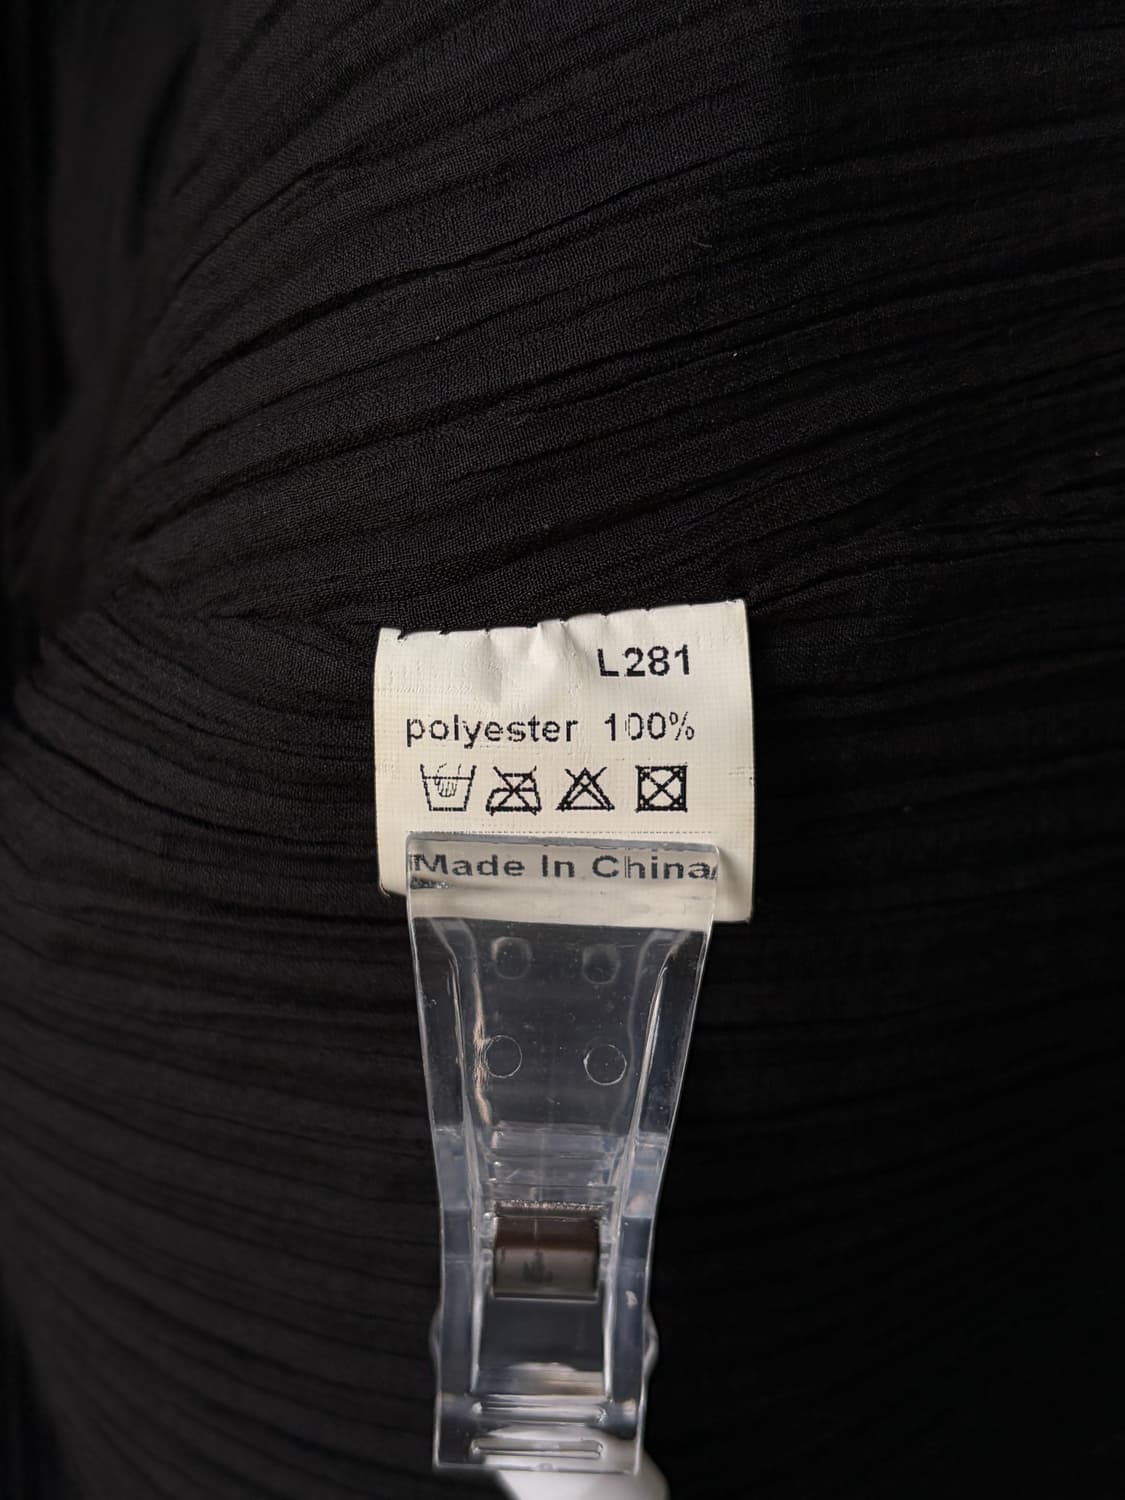 L281
polyester 100%
Made In China